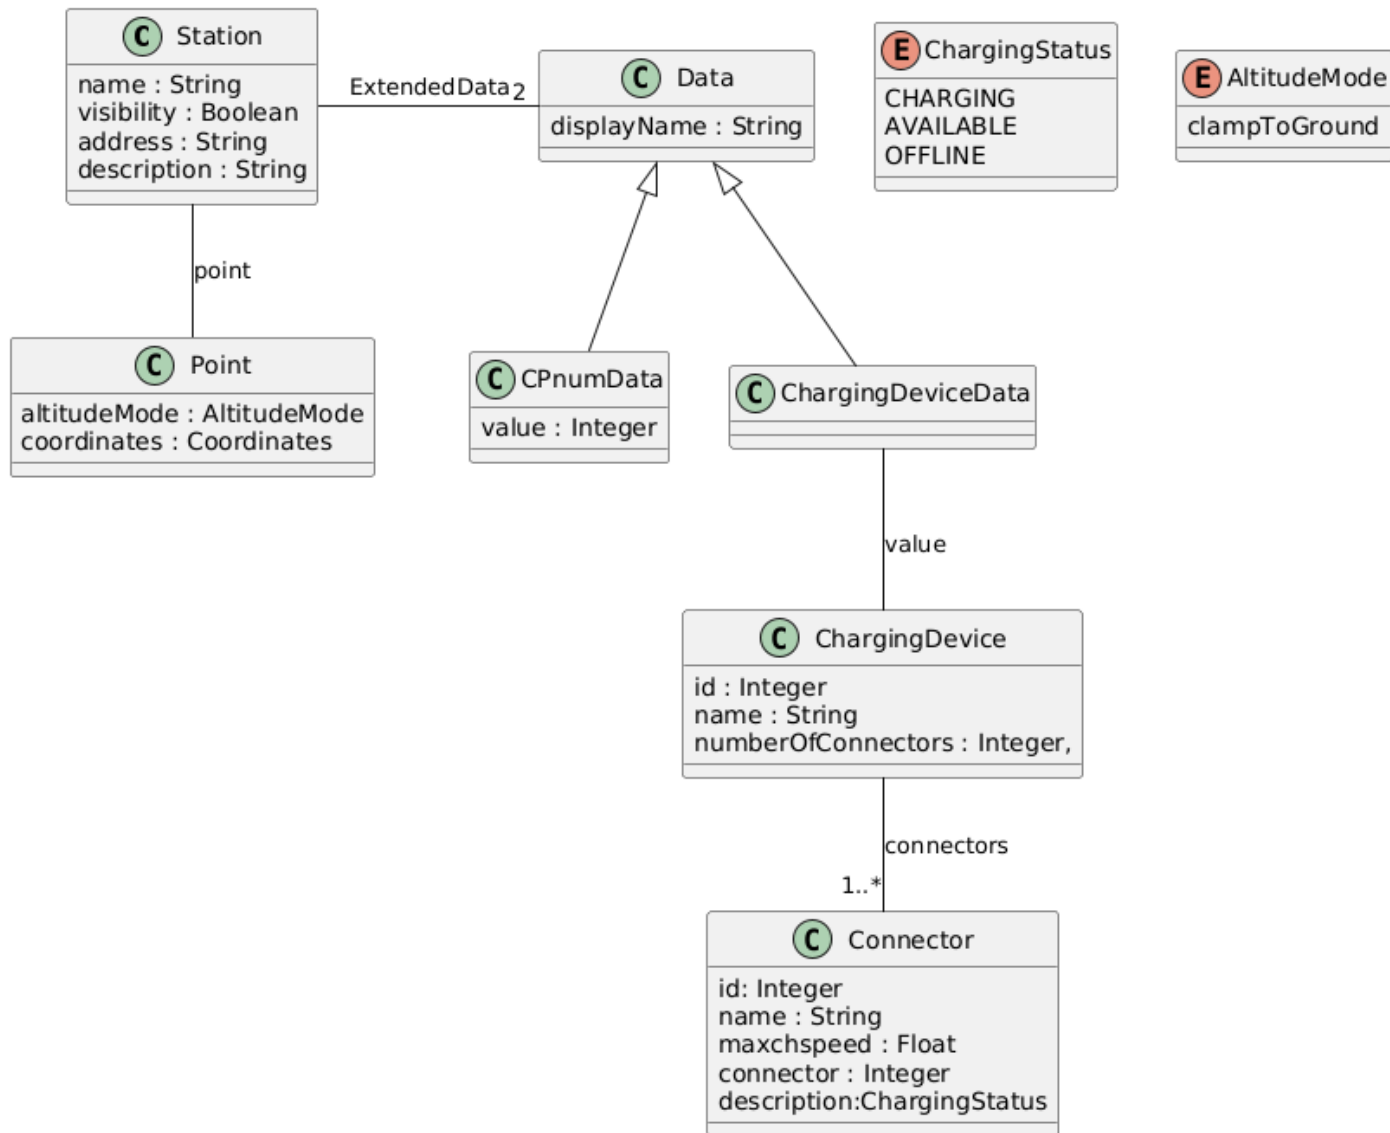 C Station
name : String
visibility : Boolean
address : String
description : String
ExtendedData 2
C Data
displayName : String
E ChargingStatus
CHARGING
AVAILABLE
OFFLINE
E AltitudeMode
clampToGround
point
C Point
altitudeMode : AltitudeMode
coordinates : Coordinates
C CPnumData
value : Integer
C ChargingDeviceData
value
C ChargingDevice
id : Integer
name : String
numberOfConnectors : Integer,
connectors
1..*
C Connector
id: Integer
name : String
maxchspeed : Float
connector : Integer
description:ChargingStatus